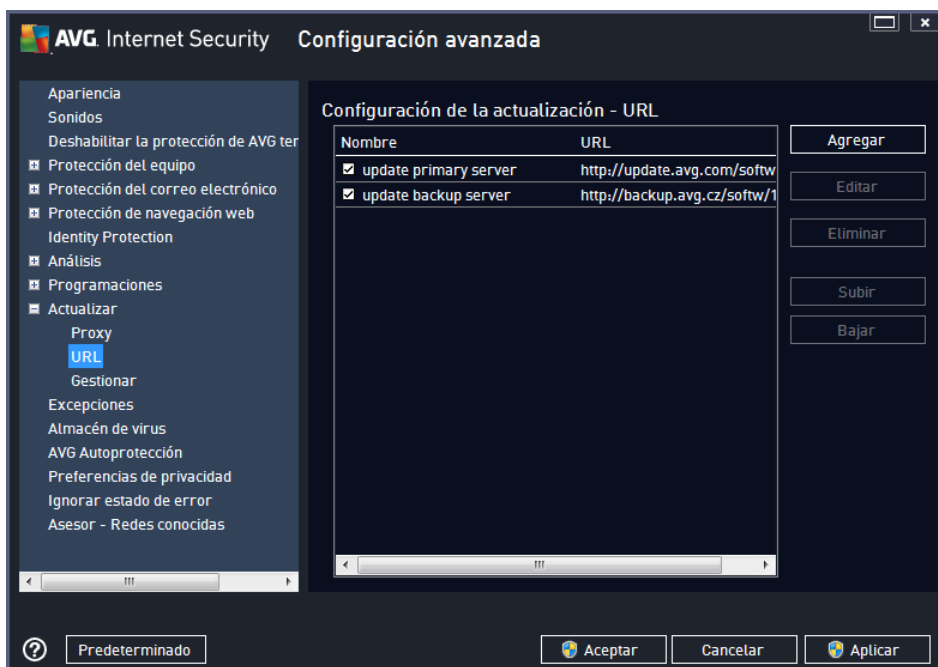 AVG. Internet Security Configuración avanzada
Apariencia
Sonidos
Deshabilitar la protección de AVG ter
Protección del equipo
Protección del correo electrónico
Protección de navegación web
Identity Protection
Análisis
Programaciones
Actualizar
Proxy
URL
Gestionar
Excepciones
Almacén de virus
AVG Autoprotección
Preferencias de privacidad
Ignorar estado de error
Asesor - Redes conocidas
Configuración de la actualización - URL
Nombre URL
update primary server http://update.avg.com/softw
update backup server http://backup.avg.cz/softw/1
Agregar
Editar
Eliminar
Subir
Bajar
Predeterminado
Aceptar
Cancelar
Aplicar